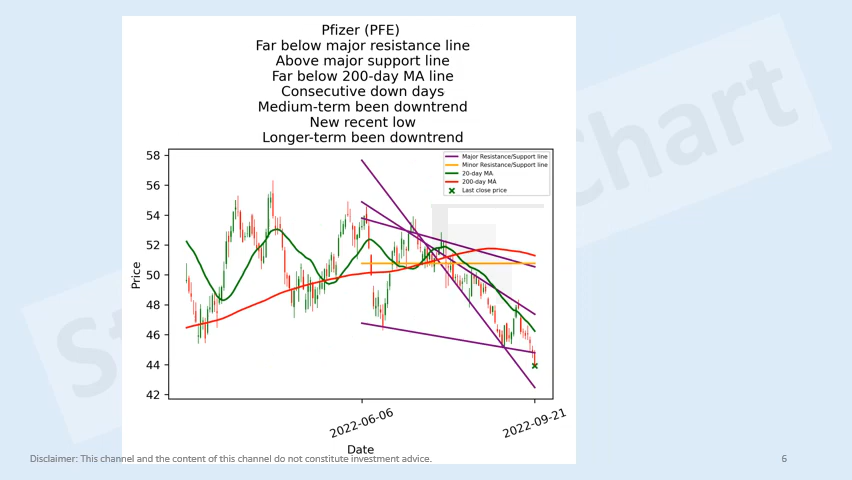 Pfizer (PFE)
Far below major resistance line
Above major support line
Far below 200-day MA line
Consecutive down days
Medium-term been downtrend
New recent low
Longer-term been downtrend
Major Resistance/Support line
Minor Resistance/Support line
20-day MA
200-day MA
Last close price
58
56
54
52
50
48
46
44
42
Price
2022-06-06
2022-09-21
Date
Disclaimer: This channel and the content of this channel do not constitute investment advice.
6
chart
St